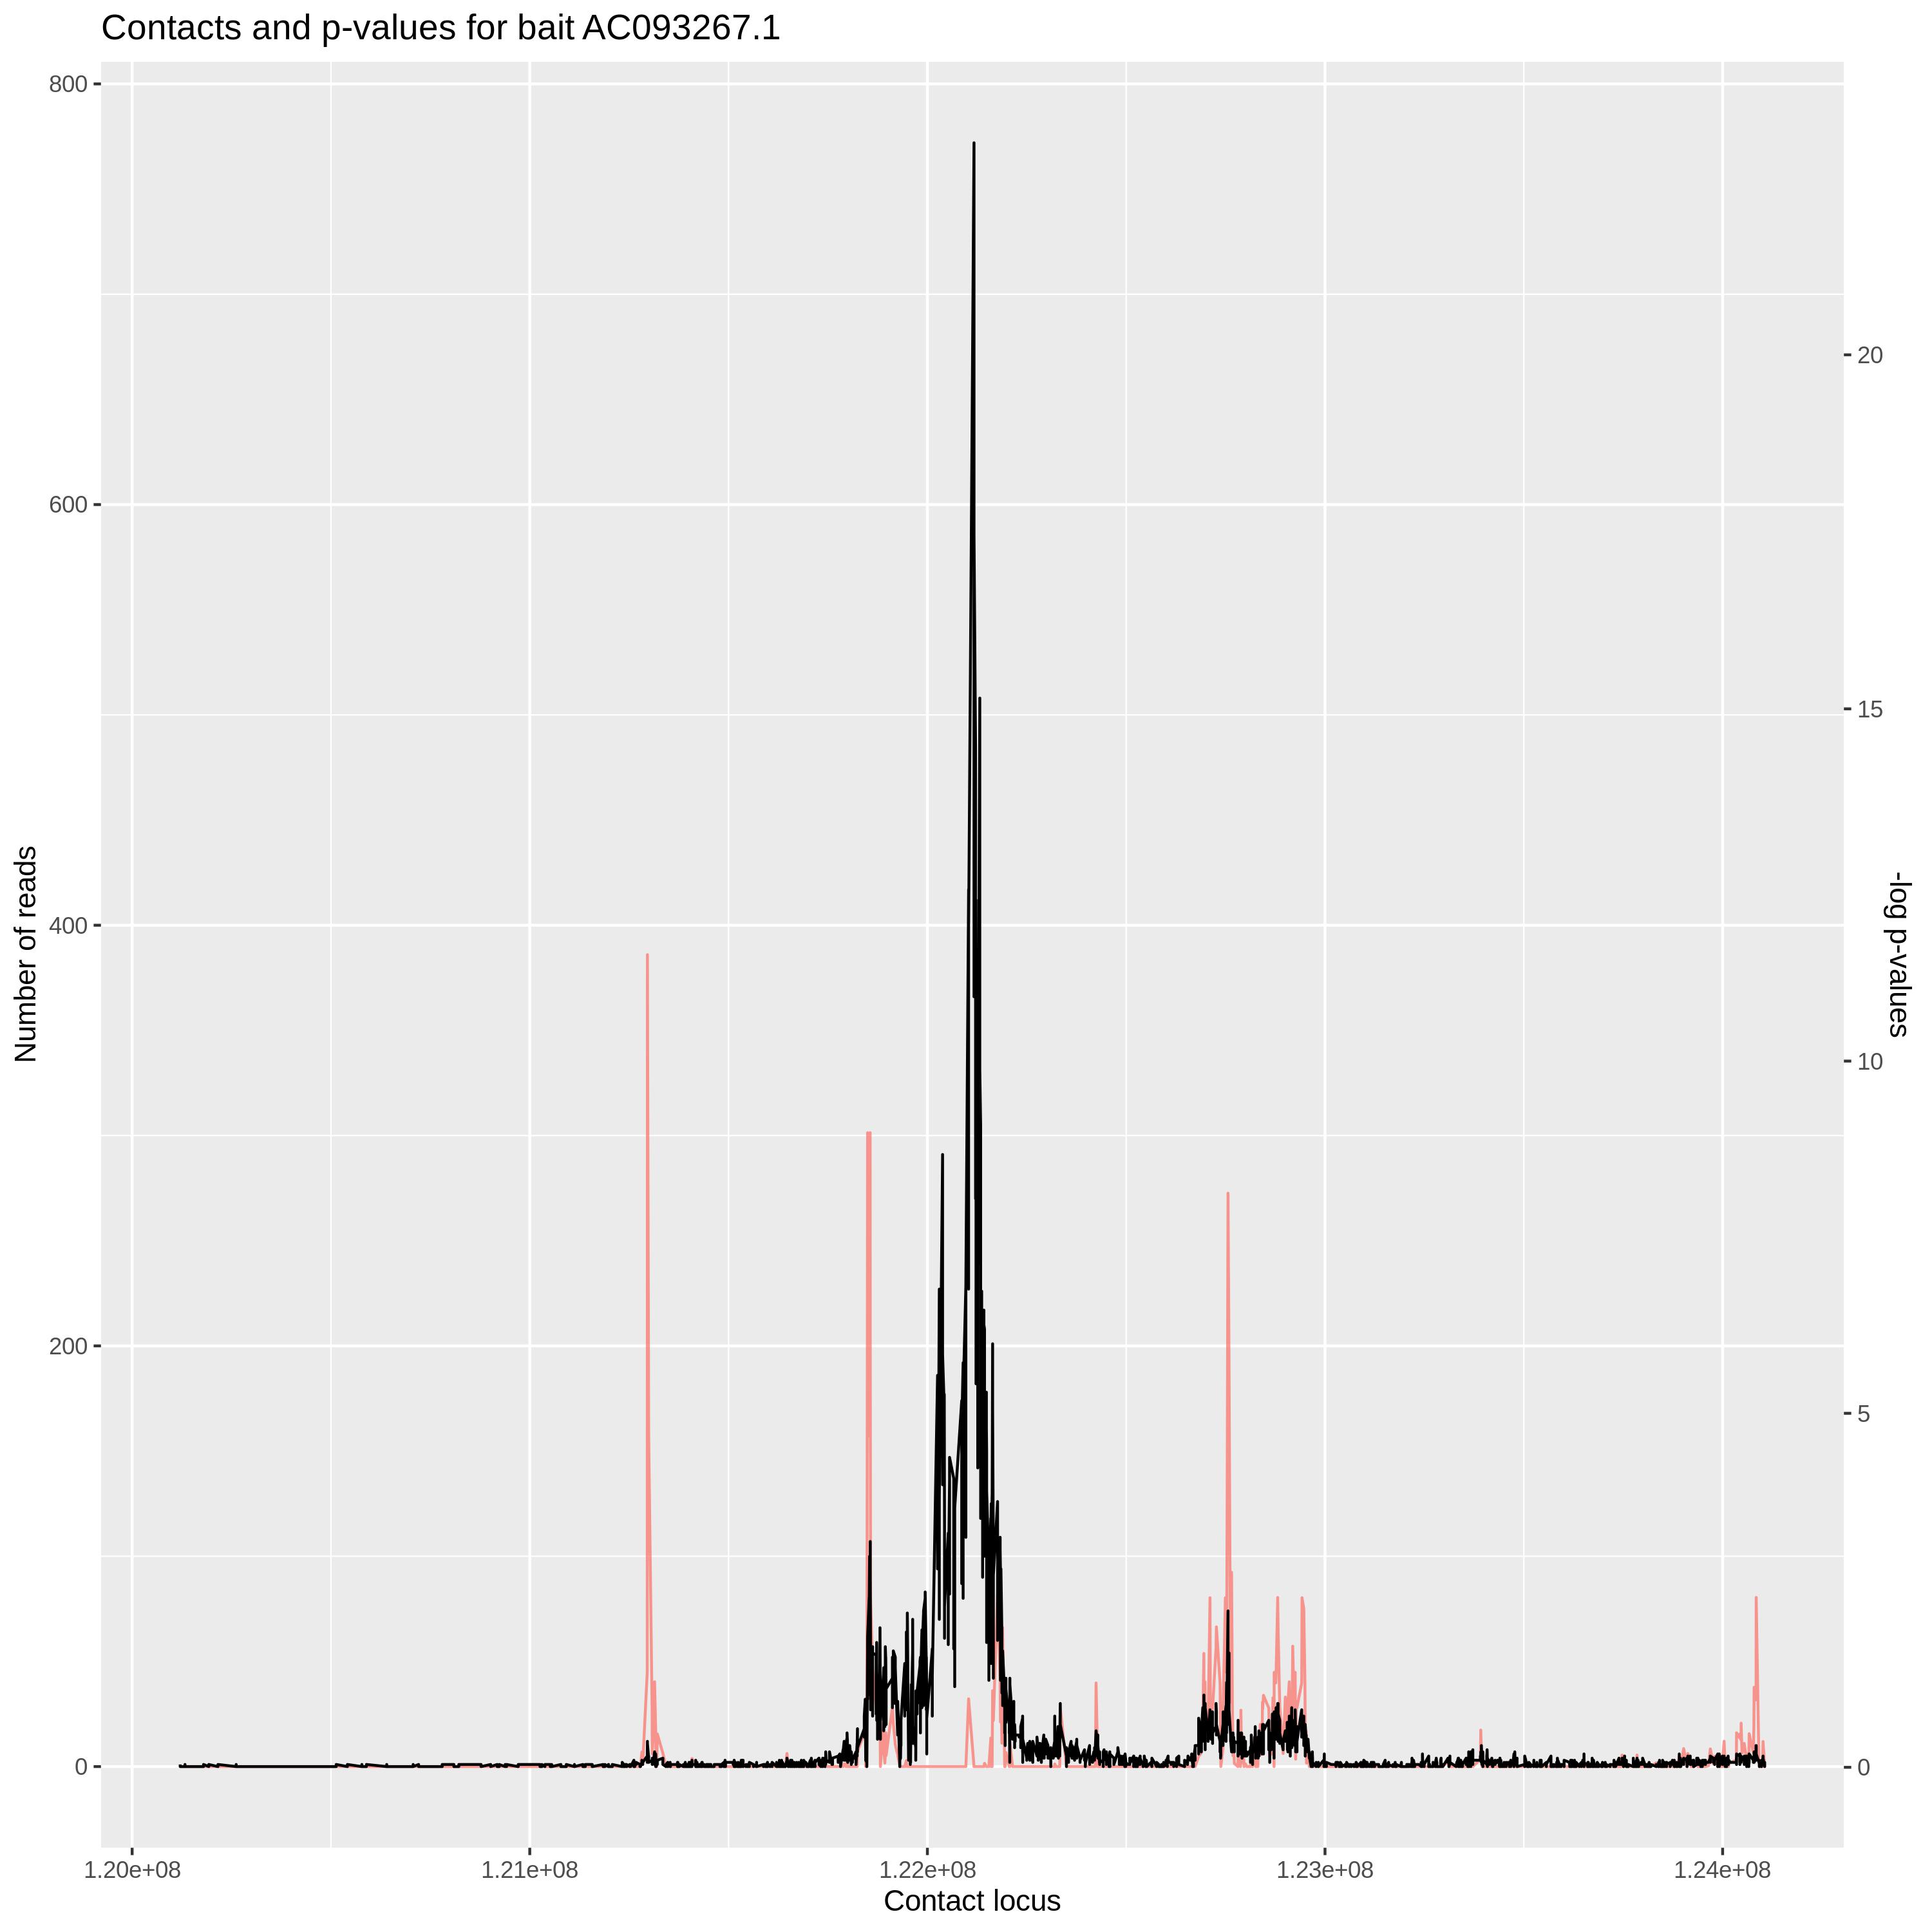 Contacts and p-values for bait AC093267.1
800
600
400
200
0
Number of reads
20
15
10
5
0
-log p-values
1.20e+08 1.21e+08 1.22e+08 1.23e+08 1.24e+08
Contact locus